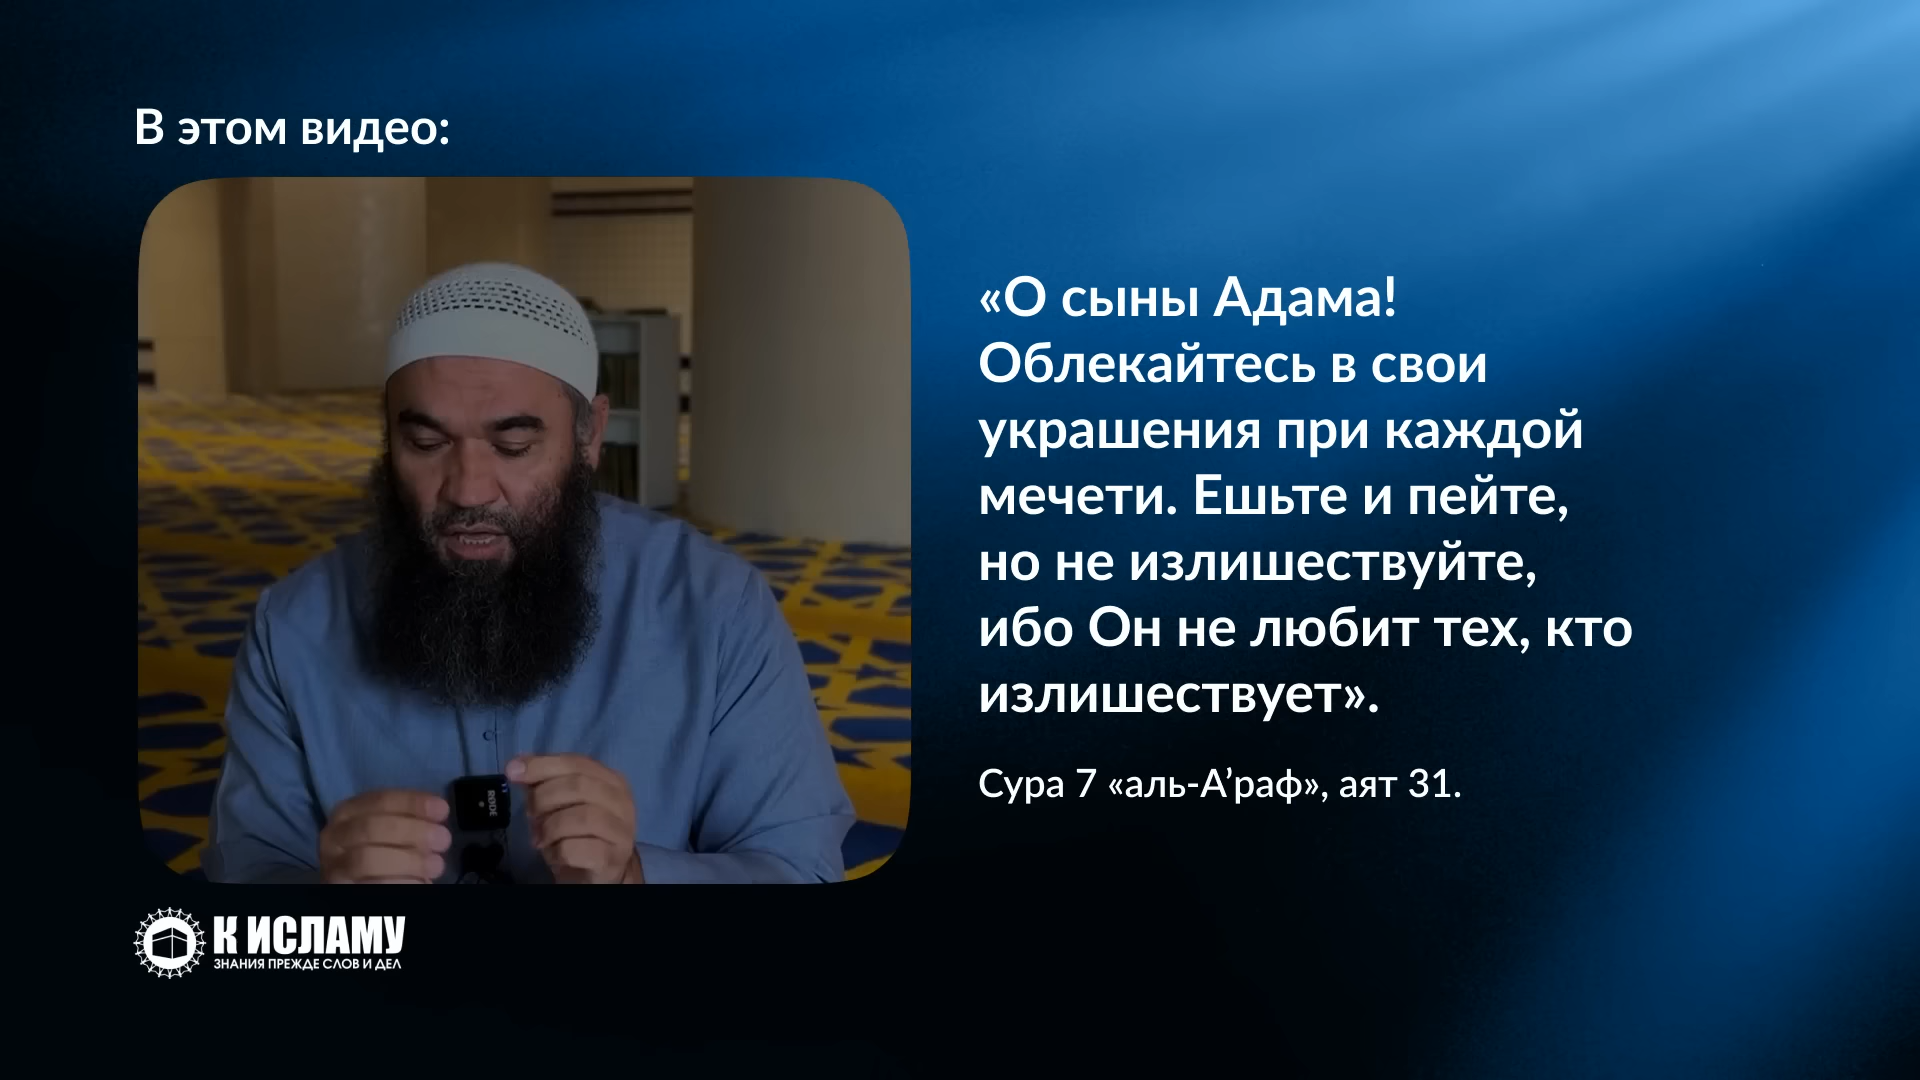 В этом видео:
«О сыны Адама!
Облекайтесь в свои
украшения при каждой
мечети. Ешьте и пейте,
но не излишествуйте,
ибо Он не любит тех, кто
излишествует».
Сура 7 «аль-А’раф», аят 31.
RØDE
К ИСЛАМУ
ЗНАНИЯ ПРЕЖДЕ СЛОВ И ДЕЛ